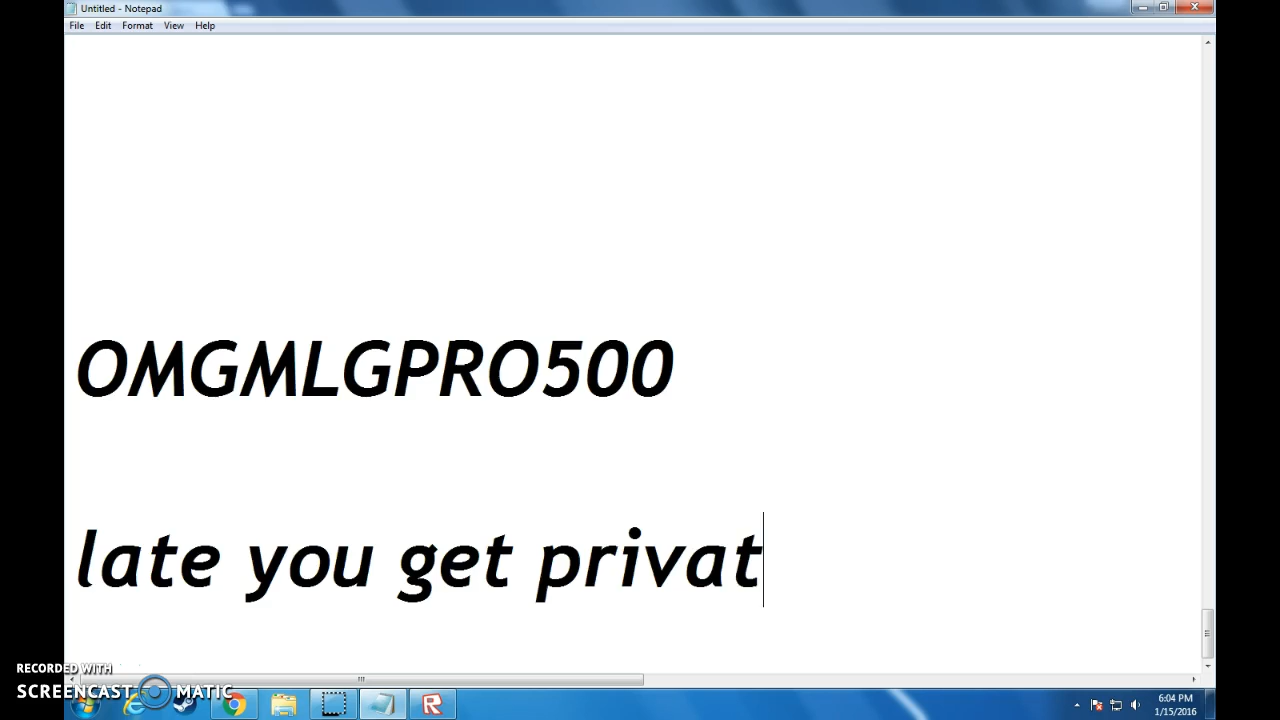 Untitled - Notepad
File Edit Format View Help
OMGMLGPRO500
late you get privat
RECORDED WITH
SCREENCAST MATIC
6:04 PM
1/15/2016